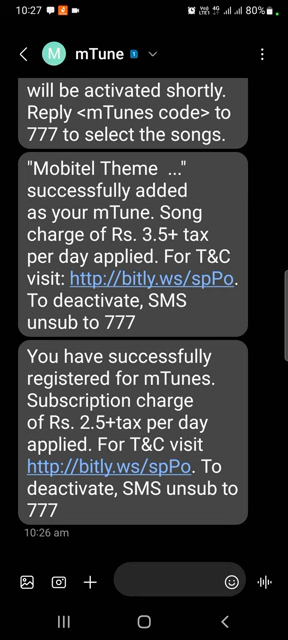 10:27
Vo) 4G
LTE1
80%
mTune
1
will be activated shortly.
Reply <mTunes code> to
777 to select the songs.
"Mobitel Theme ..."
successfully added
as your mTune. Song
charge of Rs. 3.5+ tax
per day applied. For T&C
visit: http://bitly.ws/spPo.
To deactivate, SMS
unsub to 777
You have successfully
registered for mTunes.
Subscription charge
of Rs. 2.5+tax per day
applied. For T&C visit
http://bitly.ws/spPo. To
deactivate, SMS unsub to
777
10:26 am